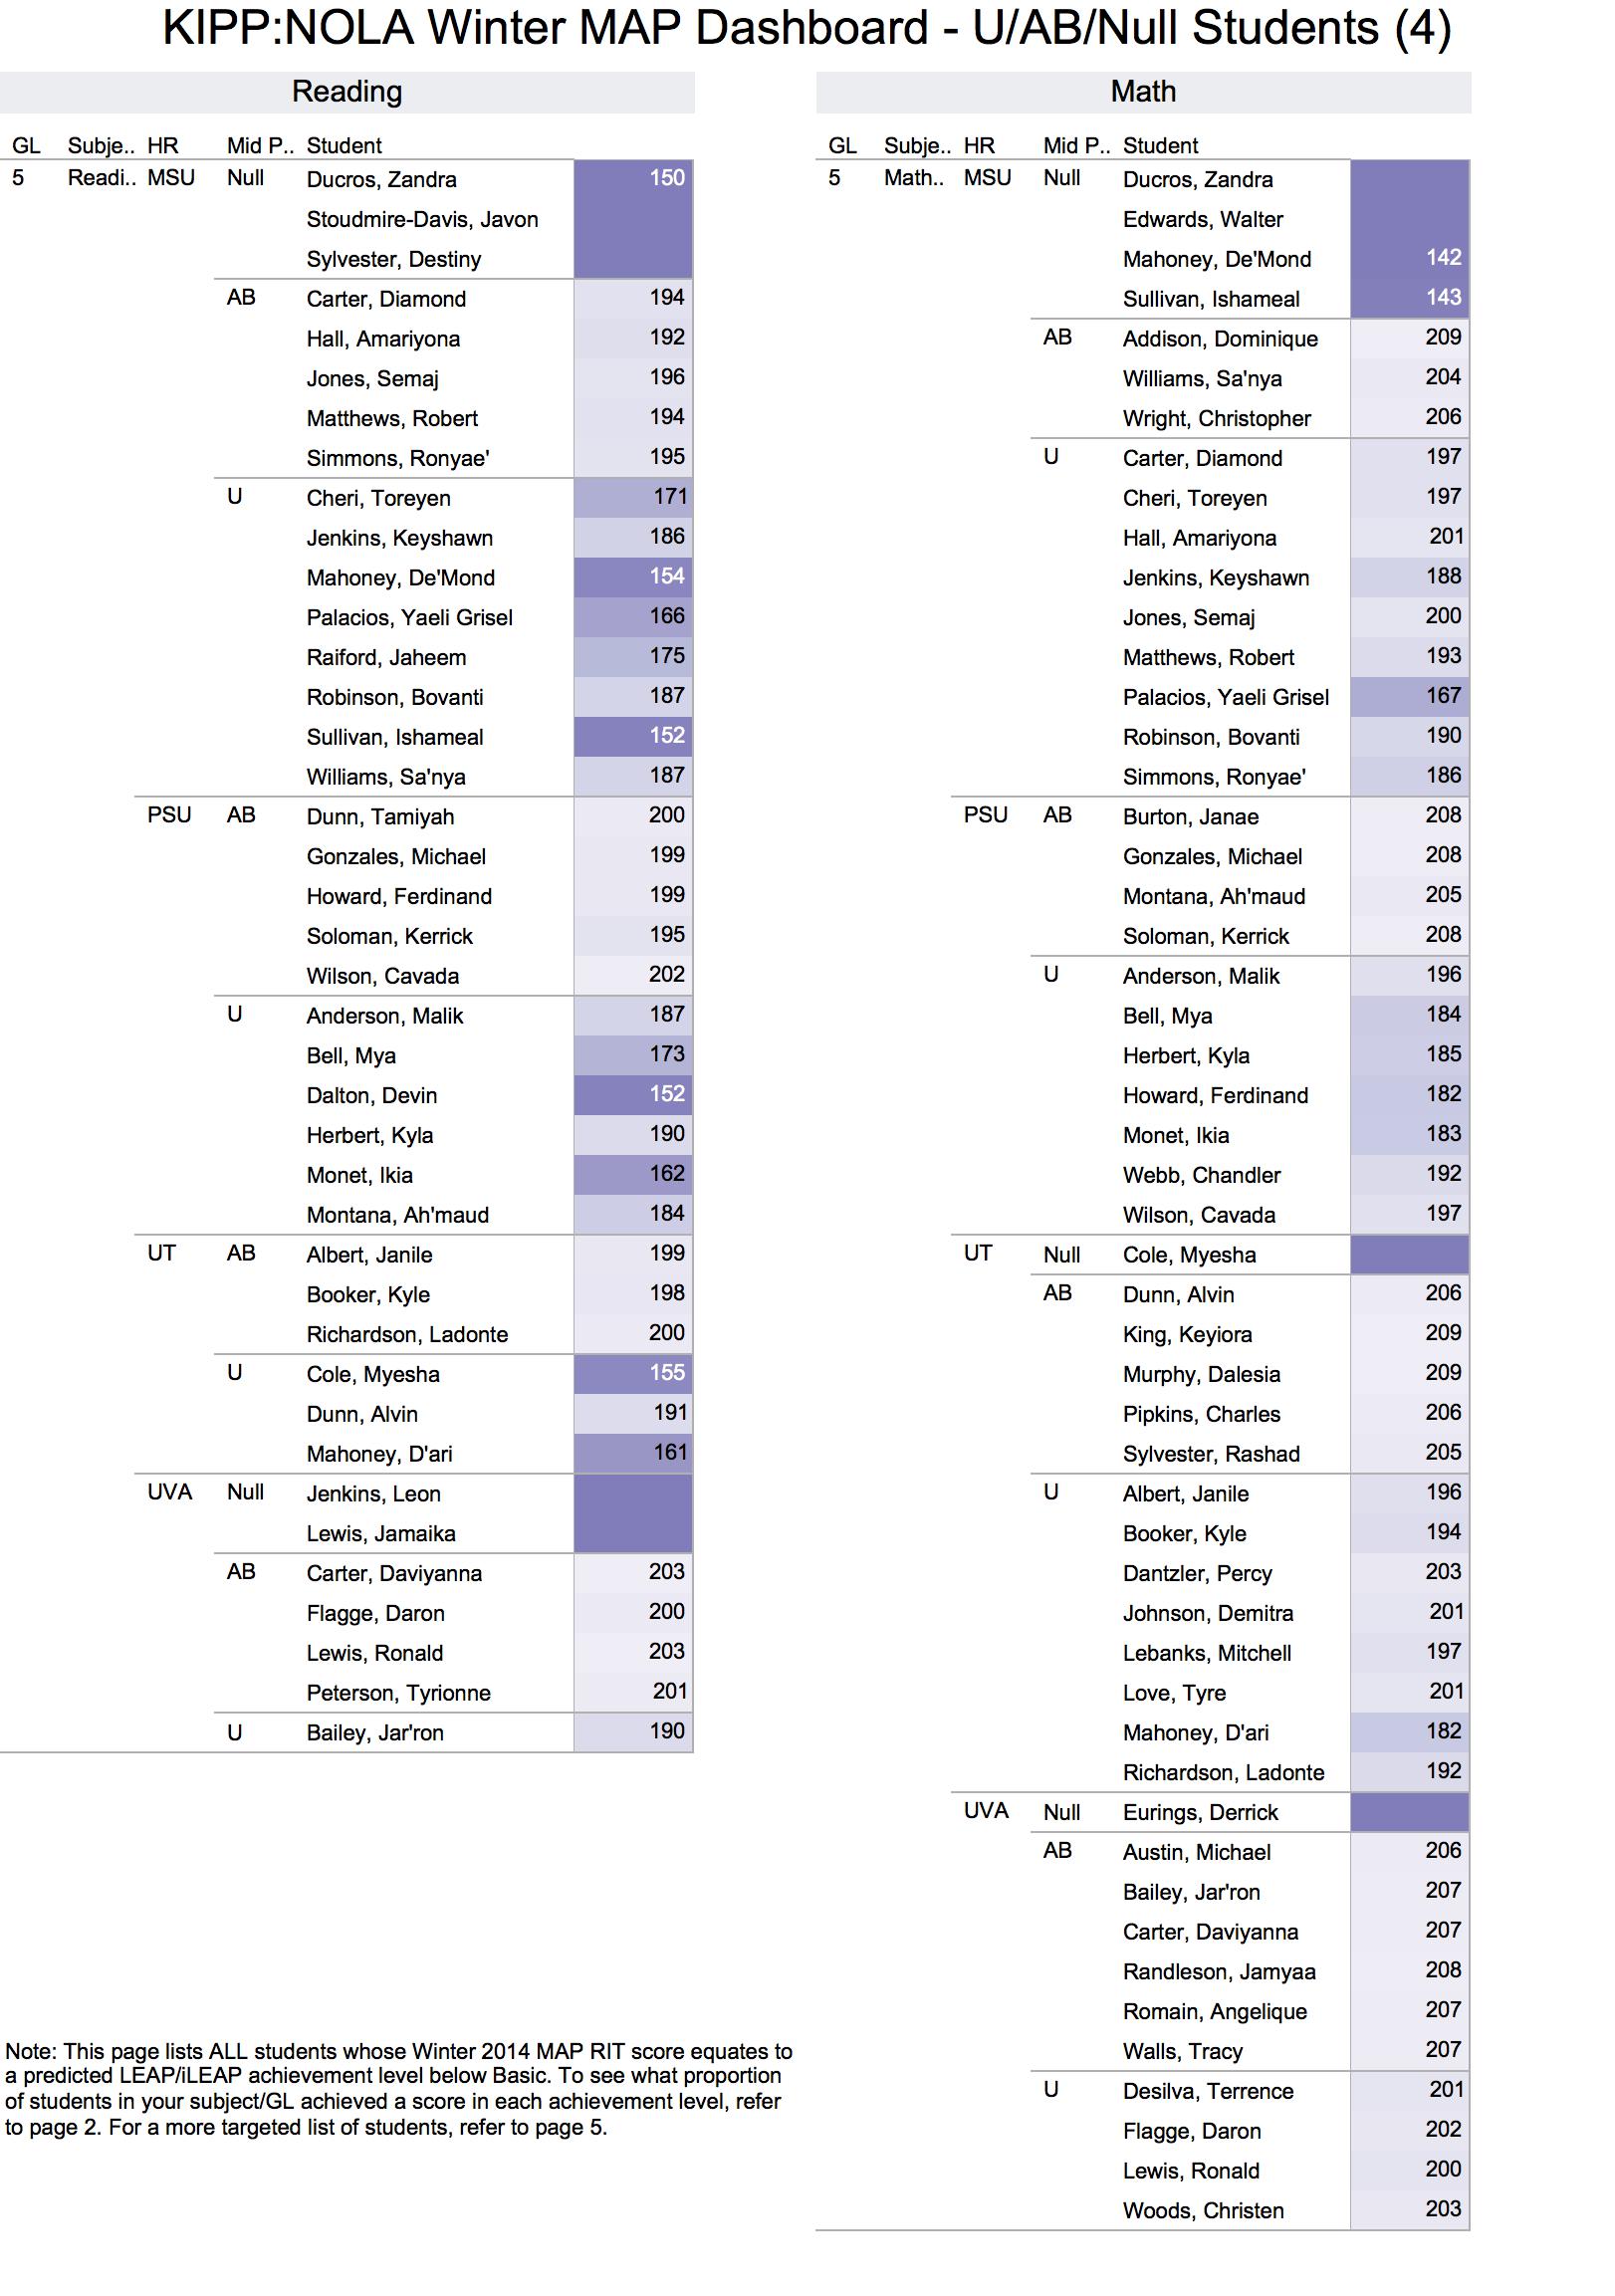 KIPP:NOLA Winter MAP Dashboard - U/AB/Null Students (4)
Reading
GL Subje.. HR Mid P.. Student
5 Readi.. MSU Null Ducros, Zandra 150
Stoudmire-Davis, Javon
Sylvester, Destiny
AB Carter, Diamond 194
Hall, Amariyona 192
Jones, Semaj 196
Matthews, Robert 194
Simmons, Ronyae' 195
U Cheri, Toreyen 171
Jenkins, Keyshawn 186
Mahoney, De'Mond 154
Palacios, Yaeli Grisel 166
Raiford, Jaheem 175
Robinson, Bovanti 187
Sullivan, Ishameal 152
Williams, Sa'nya 187
PSU AB Dunn, Tamiyah 200
Gonzales, Michael 199
Howard, Ferdinand 199
Soloman, Kerrick 195
Wilson, Cavada 202
U Anderson, Malik 187
Bell, Mya 173
Dalton, Devin 152
Herbert, Kyla 190
Monet, Ikia 162
Montana, Ah'maud 184
UT AB Albert, Janile 199
Booker, Kyle 198
Richardson, Ladonte 200
U Cole, Myesha 155
Dunn, Alvin 191
Mahoney, D'ari 161
UVA Null Jenkins, Leon
Lewis, Jamaika
AB Carter, Daviyanna 203
Flagge, Daron 200
Lewis, Ronald 203
Peterson, Tyrionne 201
U Bailey, Jar'ron 190
Note: This page lists ALL students whose Winter 2014 MAP RIT score equates to
a predicted LEAP/iLEAP achievement level below Basic. To see what proportion
of students in your subject/GL achieved a score in each achievement level, refer
to page 2. For a more targeted list of students, refer to page 5.
Math
GL Subje.. HR Mid P.. Student
5 Math.. MSU Null Ducros, Zandra
Edwards, Walter
Mahoney, De'Mond 142
Sullivan, Ishameal 143
AB Addison, Dominique 209
Williams, Sa'nya 204
Wright, Christopher 206
U Carter, Diamond 197
Cheri, Toreyen 197
Hall, Amariyona 201
Jenkins, Keyshawn 188
Jones, Semaj 200
Matthews, Robert 193
Palacios, Yaeli Grisel 167
Robinson, Bovanti 190
Simmons, Ronyae' 186
PSU AB Burton, Janae 208
Gonzales, Michael 208
Montana, Ah'maud 205
Soloman, Kerrick 208
U Anderson, Malik 196
Bell, Mya 184
Herbert, Kyla 185
Howard, Ferdinand 182
Monet, Ikia 183
Webb, Chandler 192
Wilson, Cavada 197
UT Null Cole, Myesha
AB Dunn, Alvin 206
King, Keyiora 209
Murphy, Dalesia 209
Pipkins, Charles 206
Sylvester, Rashad 205
U Albert, Janile 196
Booker, Kyle 194
Dantzler, Percy 203
Johnson, Demitra 201
Lebanks, Mitchell 197
Love, Tyre 201
Mahoney, D'ari 182
Richardson, Ladonte 192
UVA Null Eurings, Derrick
AB Austin, Michael 206
Bailey, Jar'ron 207
Carter, Daviyanna 207
Randleson, Jamyaa 208
Romain, Angelique 207
Walls, Tracy 207
U Desilva, Terrence 201
Flagge, Daron 202
Lewis, Ronald 200
Woods, Christen 203